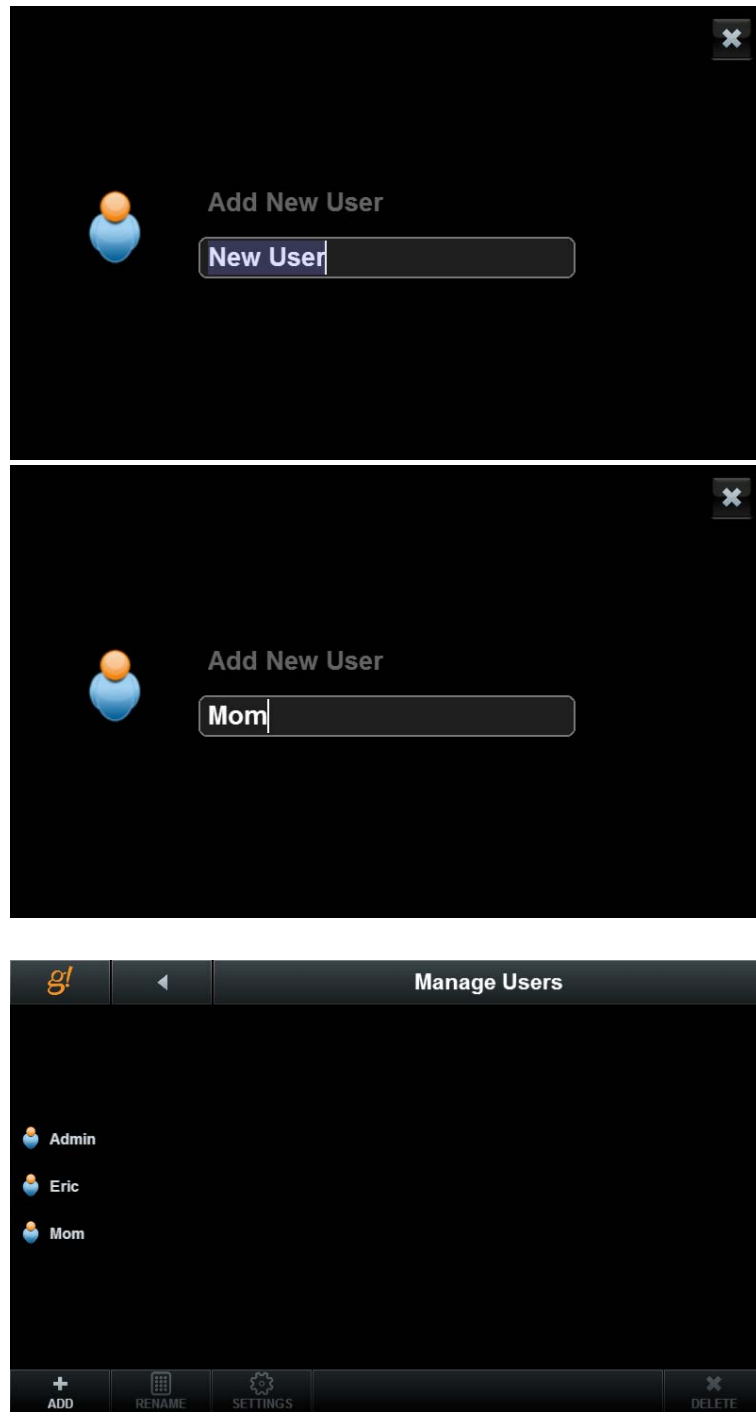 Add New User
New User
Add New User
Mom
g! Manage Users
Admin
Eric
Mom
ADD RENAME SETTINGS DELETE